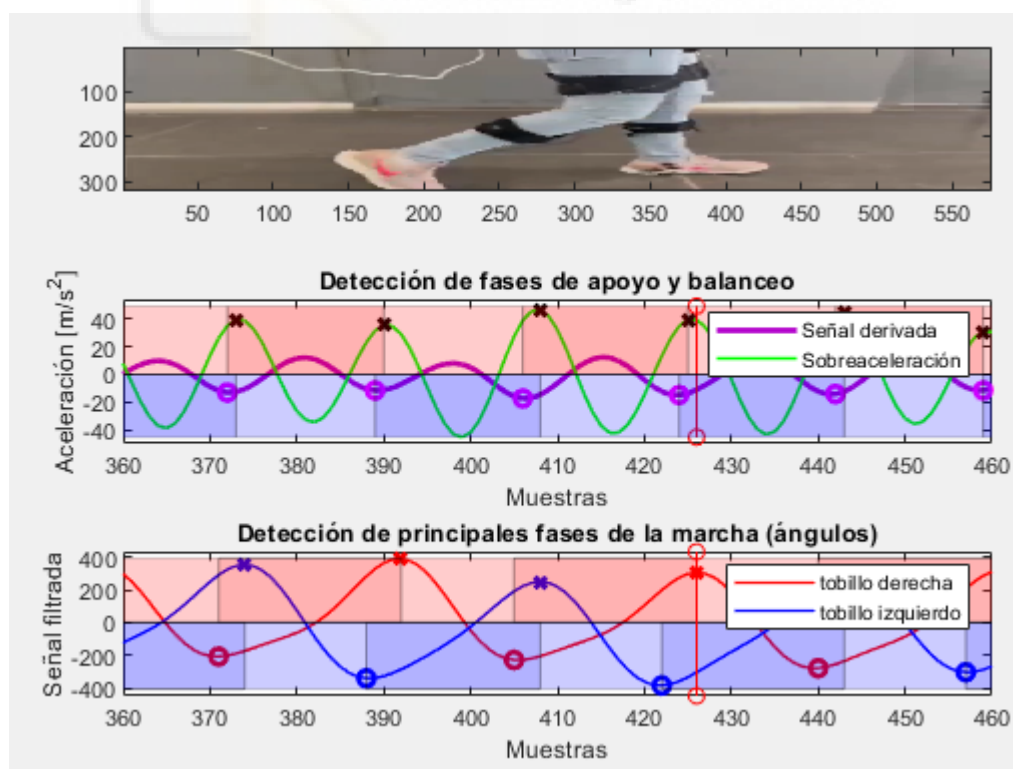 100
200
300
50 100 150 200 250 300 350 400 450 500 550
Detección de fases de apoyo y balanceo
Aceleración [m/s²]
40
20
0
-20
-40
Señal derivada
Sobreaceleración
360 370 380 390 400 410 420 430 440 450 460
Muestras
Detección de principales fases de la marcha (ángulos)
Señal filtrada
400
200
0
-200
-400
tobillo derecha
tobillo izquierdo
360 370 380 390 400 410 420 430 440 450 460
Muestras